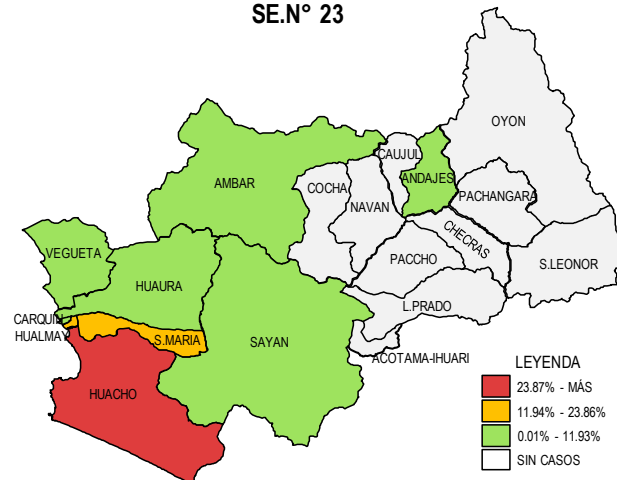 SE.N° 23
OYON
CAUJUL
ANDAJES
AMBAR
COCHA
NAVAN
PACHANGARA
CHECRAS
VEGUETA
HUAURA
PACCHO
S.LEONOR
L.PRADO
CARQUIN
HUALMAY
S.MARIA
SAYAN
ACOTAMA-IHUARI
HUACHO
LEYENDA
23.87% - MÁS
11.94% - 23.86%
0.01% - 11.93%
SIN CASOS